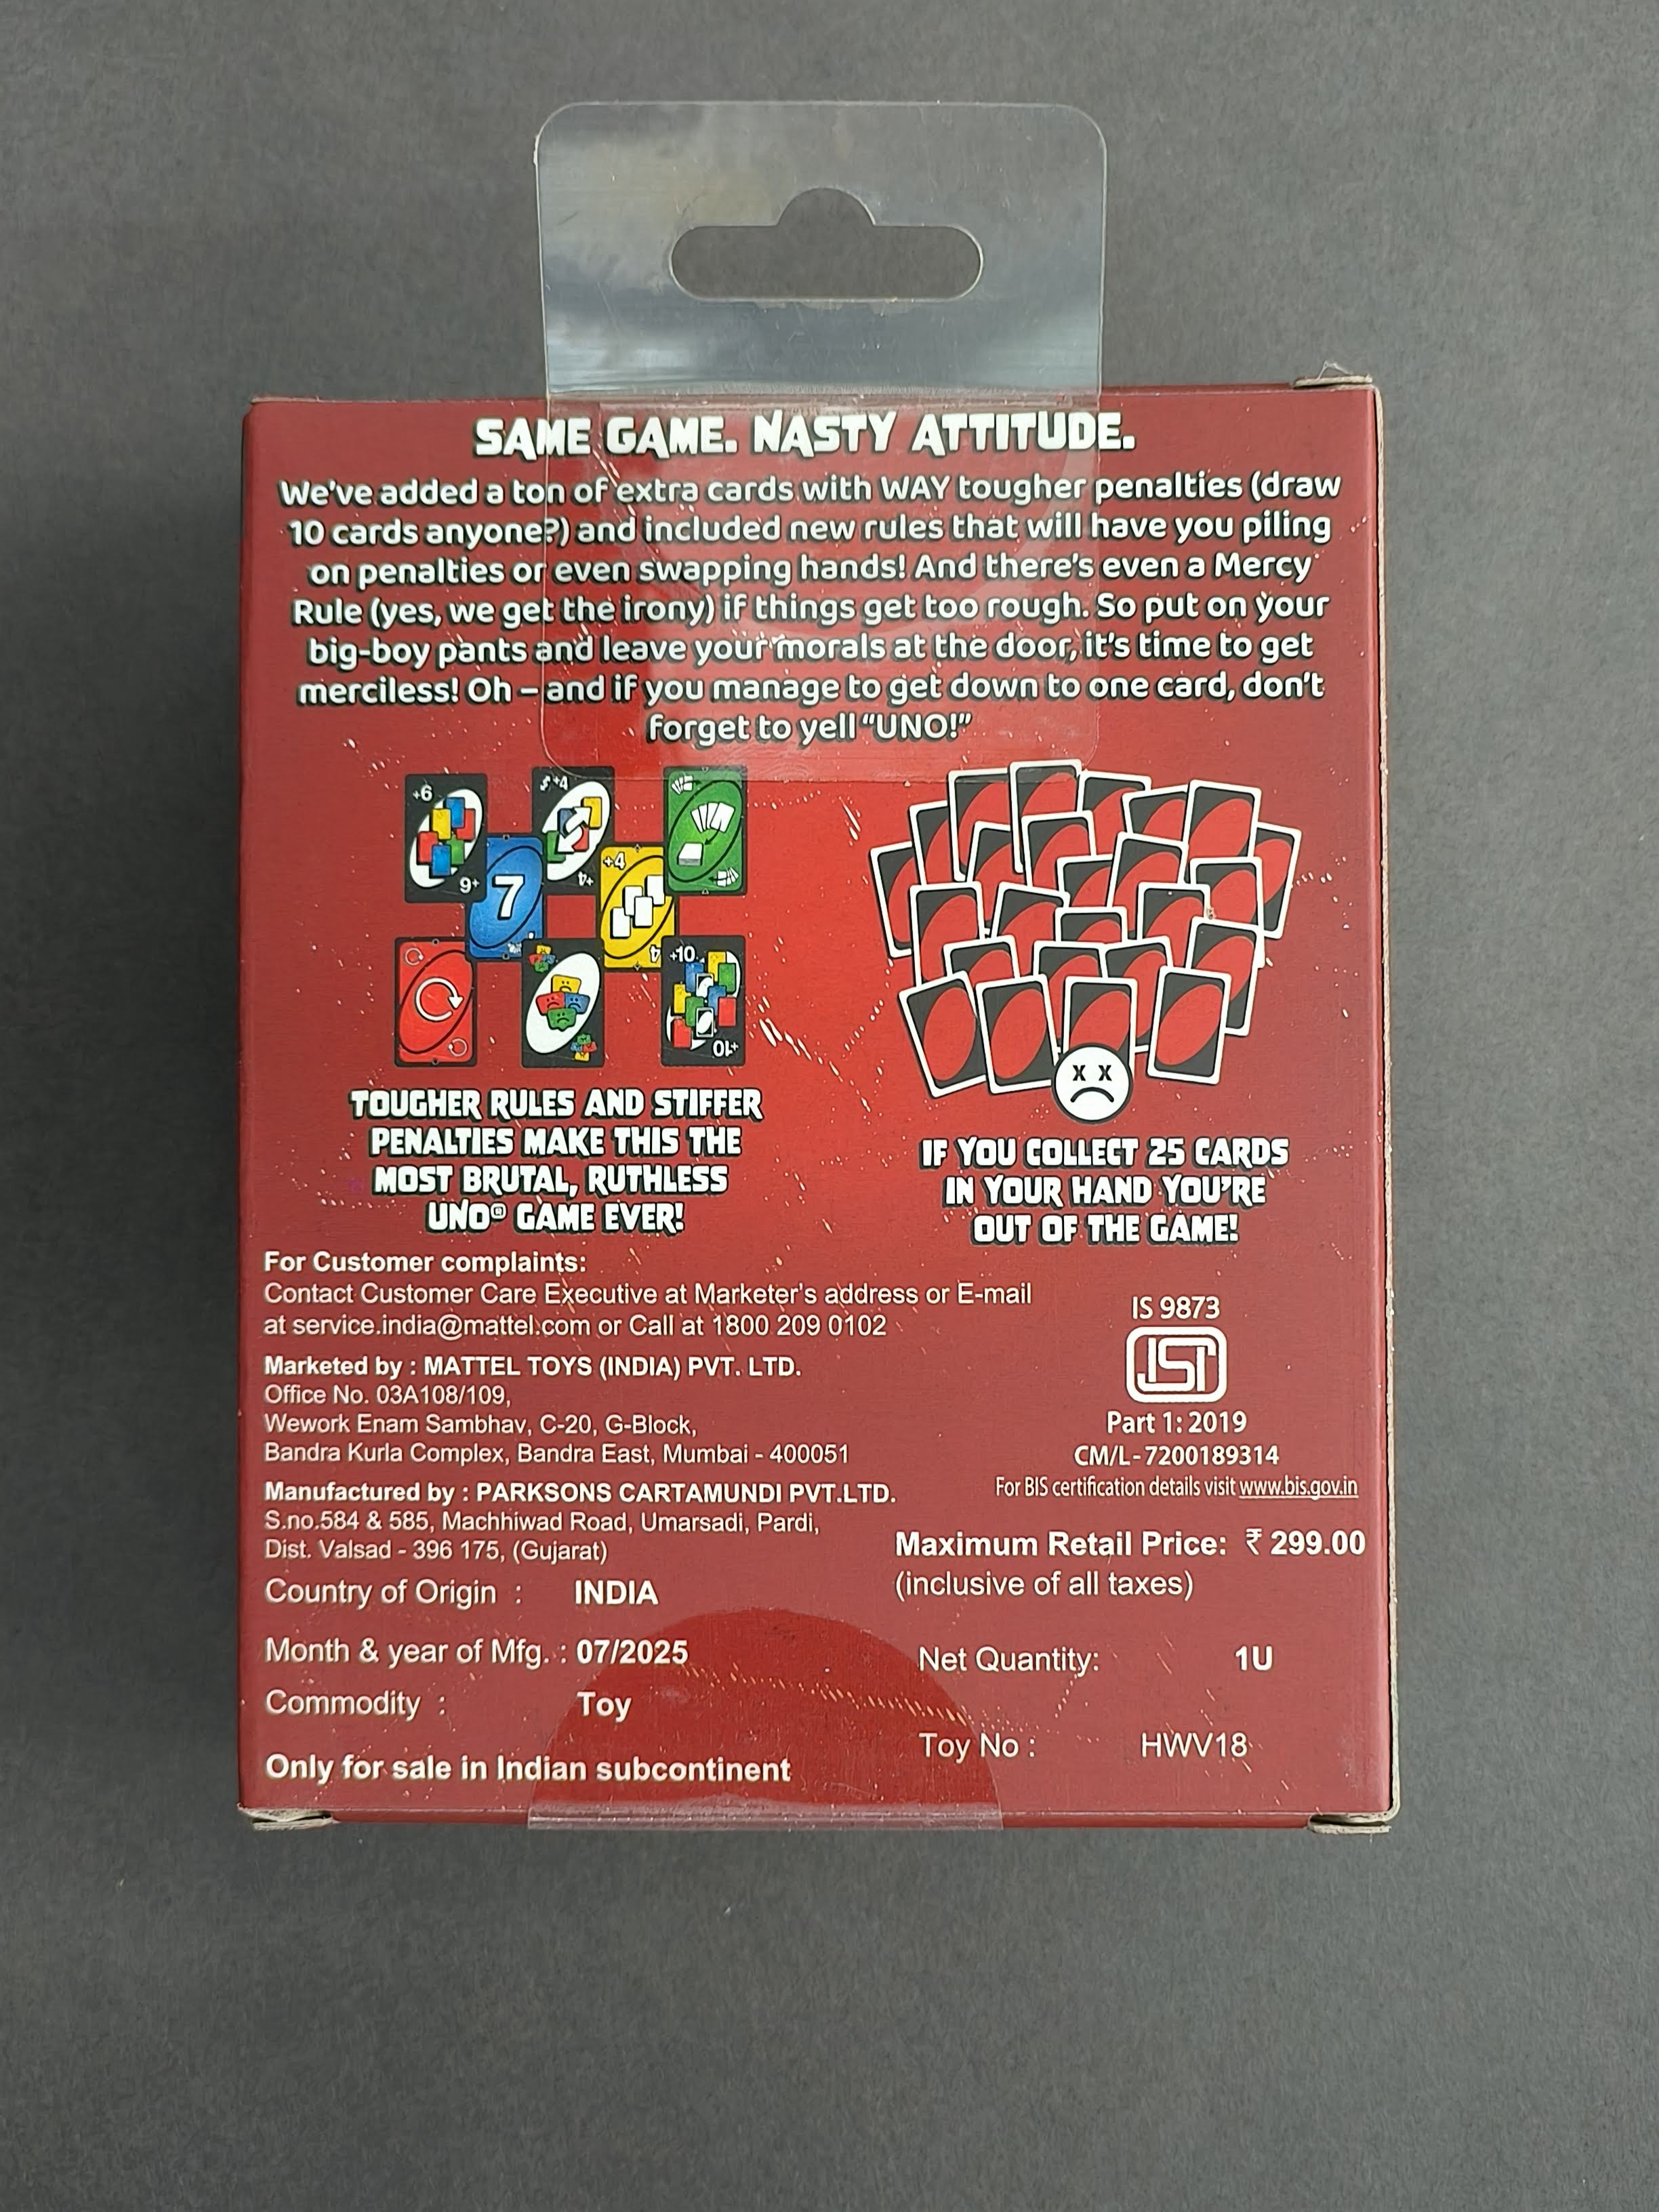 SAME GAME. NASTY ATTITUDE.
We've added a ton of extra cards with WAY tougher penalties (draw
10 cards anyone?) and included new rules that will have you piling
on penalties or even swapping hands! And there's even a Mercy
Rule (yes, we get the irony) if things get too rough. So put on your
big-boy pants and leave your morals at the door, it's time to get
merciless! Oh – and if you manage to get down to one card, don't
forget to yell “UNO!”
+6
+6
+4
+4
7
+4
4
+10
+10
TOUGHER RULES AND STIFFER
PENALTIES MAKE THIS THE
MOST BRUTAL, RUTHLESS
UNO® GAME EVER!
X X
IF YOU COLLECT 25 CARDS
IN YOUR HAND YOU'RE
OUT OF THE GAME!
For Customer complaints:
Contact Customer Care Executive at Marketer's address or E-mail
at service.india@mattel.com or Call at 1800 209 0102
Marketed by : MATTEL TOYS (INDIA) PVT. LTD.
Office No. 03A108/109,
Wework Enam Sambhav, C-20, G-Block,
Bandra Kurla Complex, Bandra East, Mumbai - 400051
Manufactured by : PARKSONS CARTAMUNDI PVT.LTD.
S.no.584 & 585, Machhiwad Road, Umarsadi, Pardi,
Dist. Valsad - 396 175, (Gujarat)
Country of Origin : INDIA
Month & year of Mfg. : 07/2025
Commodity : Toy
Only for sale in Indian subcontinent
IS 9873
ISI
Part 1: 2019
CM/L-7200189314
For BIS certification details visit www.bis.gov.in
Maximum Retail Price: ₹ 299.00
(inclusive of all taxes)
Net Quantity: 1U
Toy No : HWV18